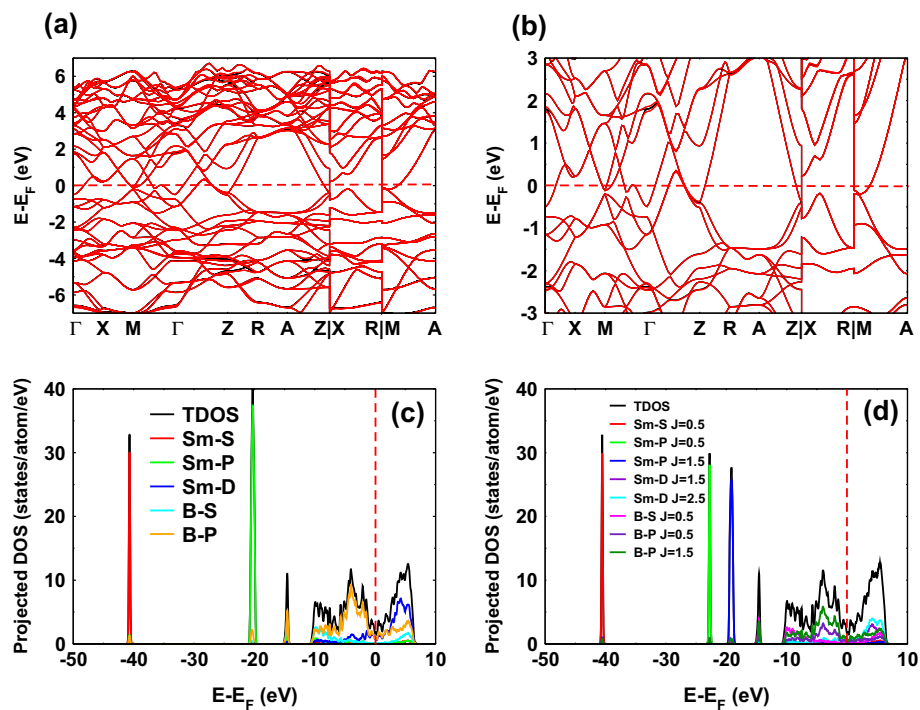 (a)
(b)
E-E_F (eV)
6
4
2
0
-2
-4
-6
Γ X M Γ Z R A Z|X R|M A
E-E_F (eV)
3
2
1
0
-1
-2
-3
Γ X M Γ Z R A Z|X R|M A
(c)
Projected DOS (states/atom/eV)
40
30
20
10
0
TDOS
Sm-S
Sm-P
Sm-D
B-S
B-P
-50 -40 -30 -20 -10 0 10
E-E_F (eV)
(d)
Projected DOS (states/atom/eV)
40
30
20
10
0
TDOS
Sm-S J=0.5
Sm-P J=0.5
Sm-P J=1.5
Sm-D J=1.5
Sm-D J=2.5
B-S J=0.5
B-P J=0.5
B-P J=1.5
-50 -40 -30 -20 -10 0 10
E-E_F (eV)